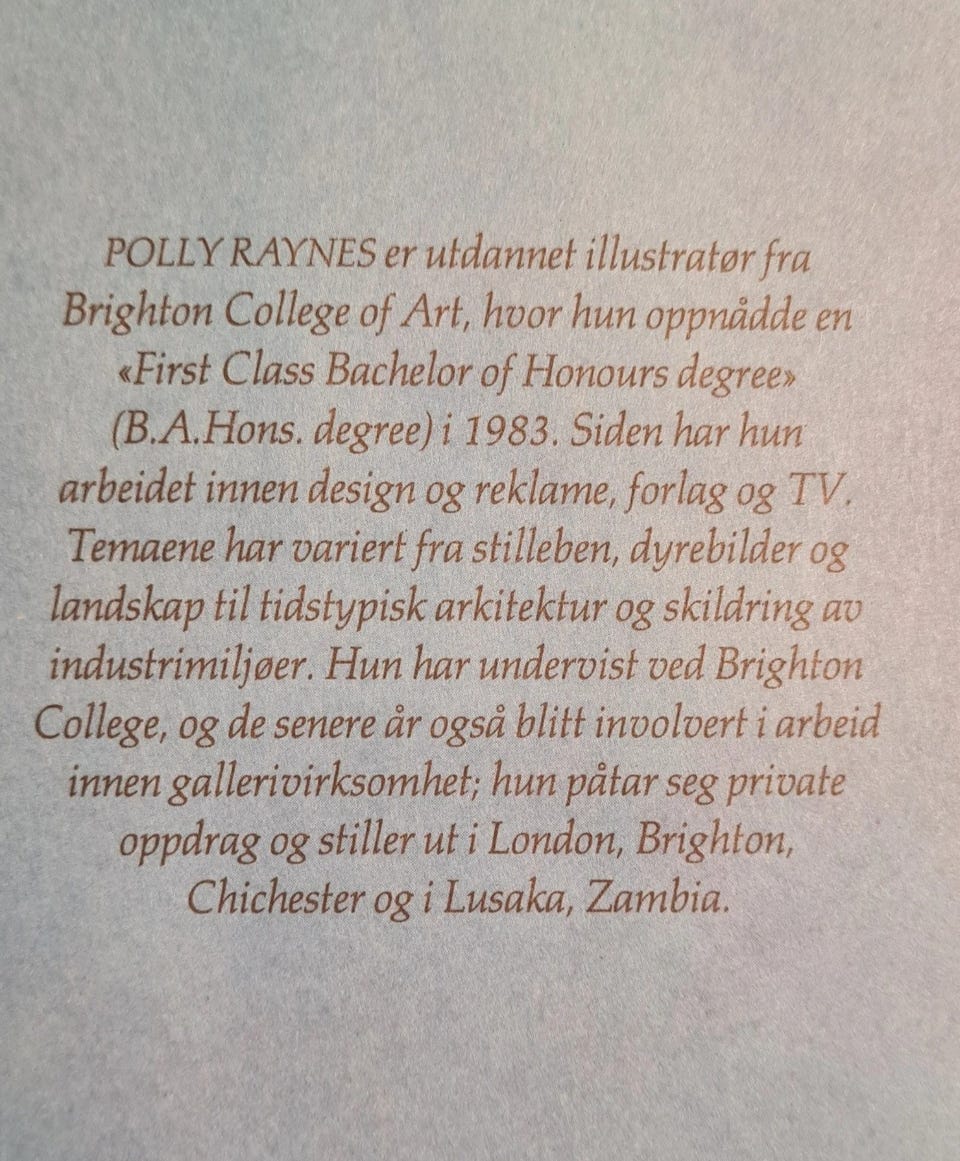 POLLY RAYNES er utdannet illustratør fra
Brighton College of Art, hvor hun oppnådde en
«First Class Bachelor of Honours degree»
(B.A.Hons. degree) i 1983. Siden har hun
arbeidet innen design og reklame, forlag og TV.
Temaene har variert fra stilleben, dyrebilder og
landskap til tidstypisk arkitektur og skildring av
industrimiljøer. Hun har undervist ved Brighton
College, og de senere år også blitt involvert i arbeid
innen gallerivirksomhet; hun påtar seg private
oppdrag og stiller ut i London, Brighton,
Chichester og i Lusaka, Zambia.